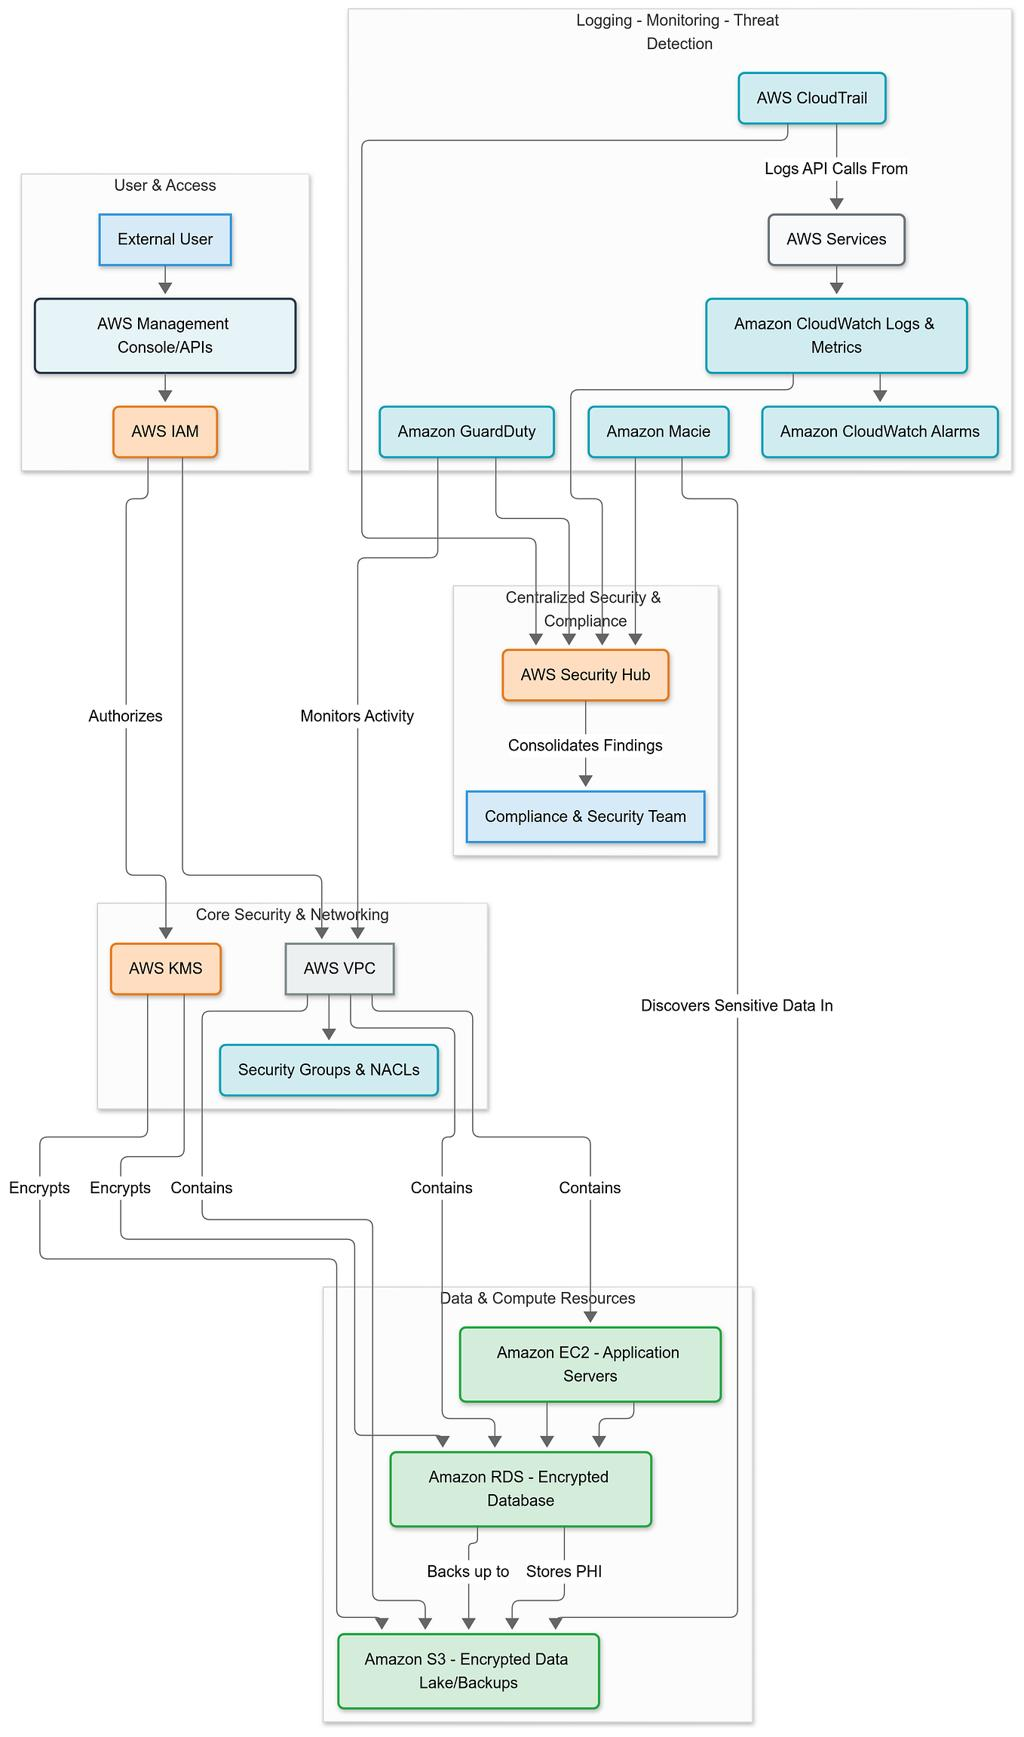 Logging - Monitoring - Threat
Detection
AWS CloudTrail
Logs API Calls From
User & Access
External User
AWS Services
AWS Management
Console/APIs
Amazon CloudWatch Logs &
Metrics
AWS IAM
Amazon GuardDuty
Amazon Macie
Amazon CloudWatch Alarms
Centralized Security &
Compliance
AWS Security Hub
Authorizes
Monitors Activity
Consolidates Findings
Compliance & Security Team
Core Security & Networking
AWS KMS
AWS VPC
Discovers Sensitive Data In
Security Groups & NACLs
Encrypts
Encrypts
Contains
Contains
Contains
Data & Compute Resources
Amazon EC2 - Application
Servers
Amazon RDS - Encrypted
Database
Backs up to
Stores PHI
Amazon S3 - Encrypted Data
Lake/Backups